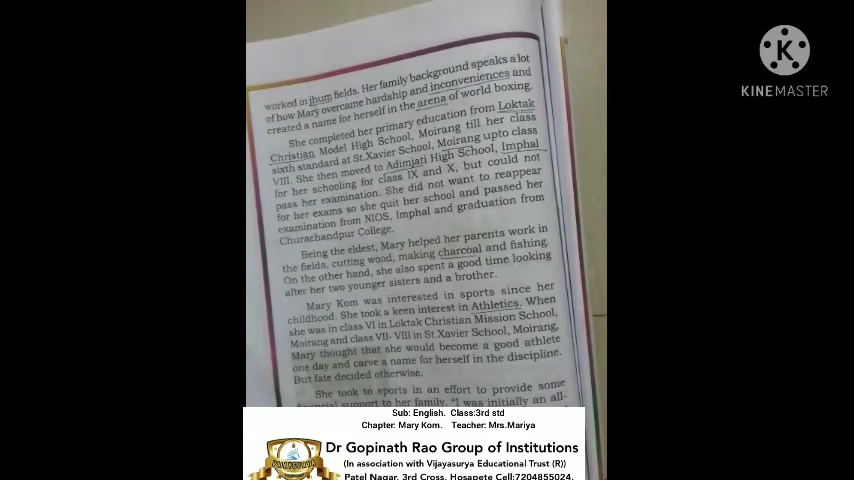 worked in jhum fields. Her family background speaks a lot
of how Mary overcame hardship and inconveniences and
created a name for herself in the arena of world boxing.
She completed her primary education from Loktak
Christian Model High School, Moirang till her class
sixth standard at St.Xavier School, Moirang upto class
VIII. She then moved to Adimjati High School, Imphal
for her schooling for class IX and X, but could not
pass her examination. She did not want to reappear
for her exams so she quit her school and passed her
examination from NIOS, Imphal and graduation from
Churachandpur College.
Being the eldest, Mary helped her parents work in
the fields, cutting wood, making charcoal and fishing.
On the other hand, she also spent a good time looking
after her two younger sisters and a brother.
Mary Kom was interested in sports since her
childhood. She took a keen interest in Athletics. When
she was in class VI in Loktak Christian Mission School,
Moirang and class VII- VIII in St.Xavier School, Moirang,
Mary thought that she would become a good athlete
one day and carve a name for herself in the discipline.
But fate decided otherwise.
She took to sports in an effort to provide some
financial support to her family. "I was initially an all-
K
KINEMASTER
Sub: English. Class:3rd std
Chapter: Mary Kom. Teacher: Mrs.Mariya
Dr Gopinath Rao Group of Institutions
(In association with Vijayasurya Educational Trust (R))
Patel Nagar, 3rd Cross, Hosapete Cell:7204855024,